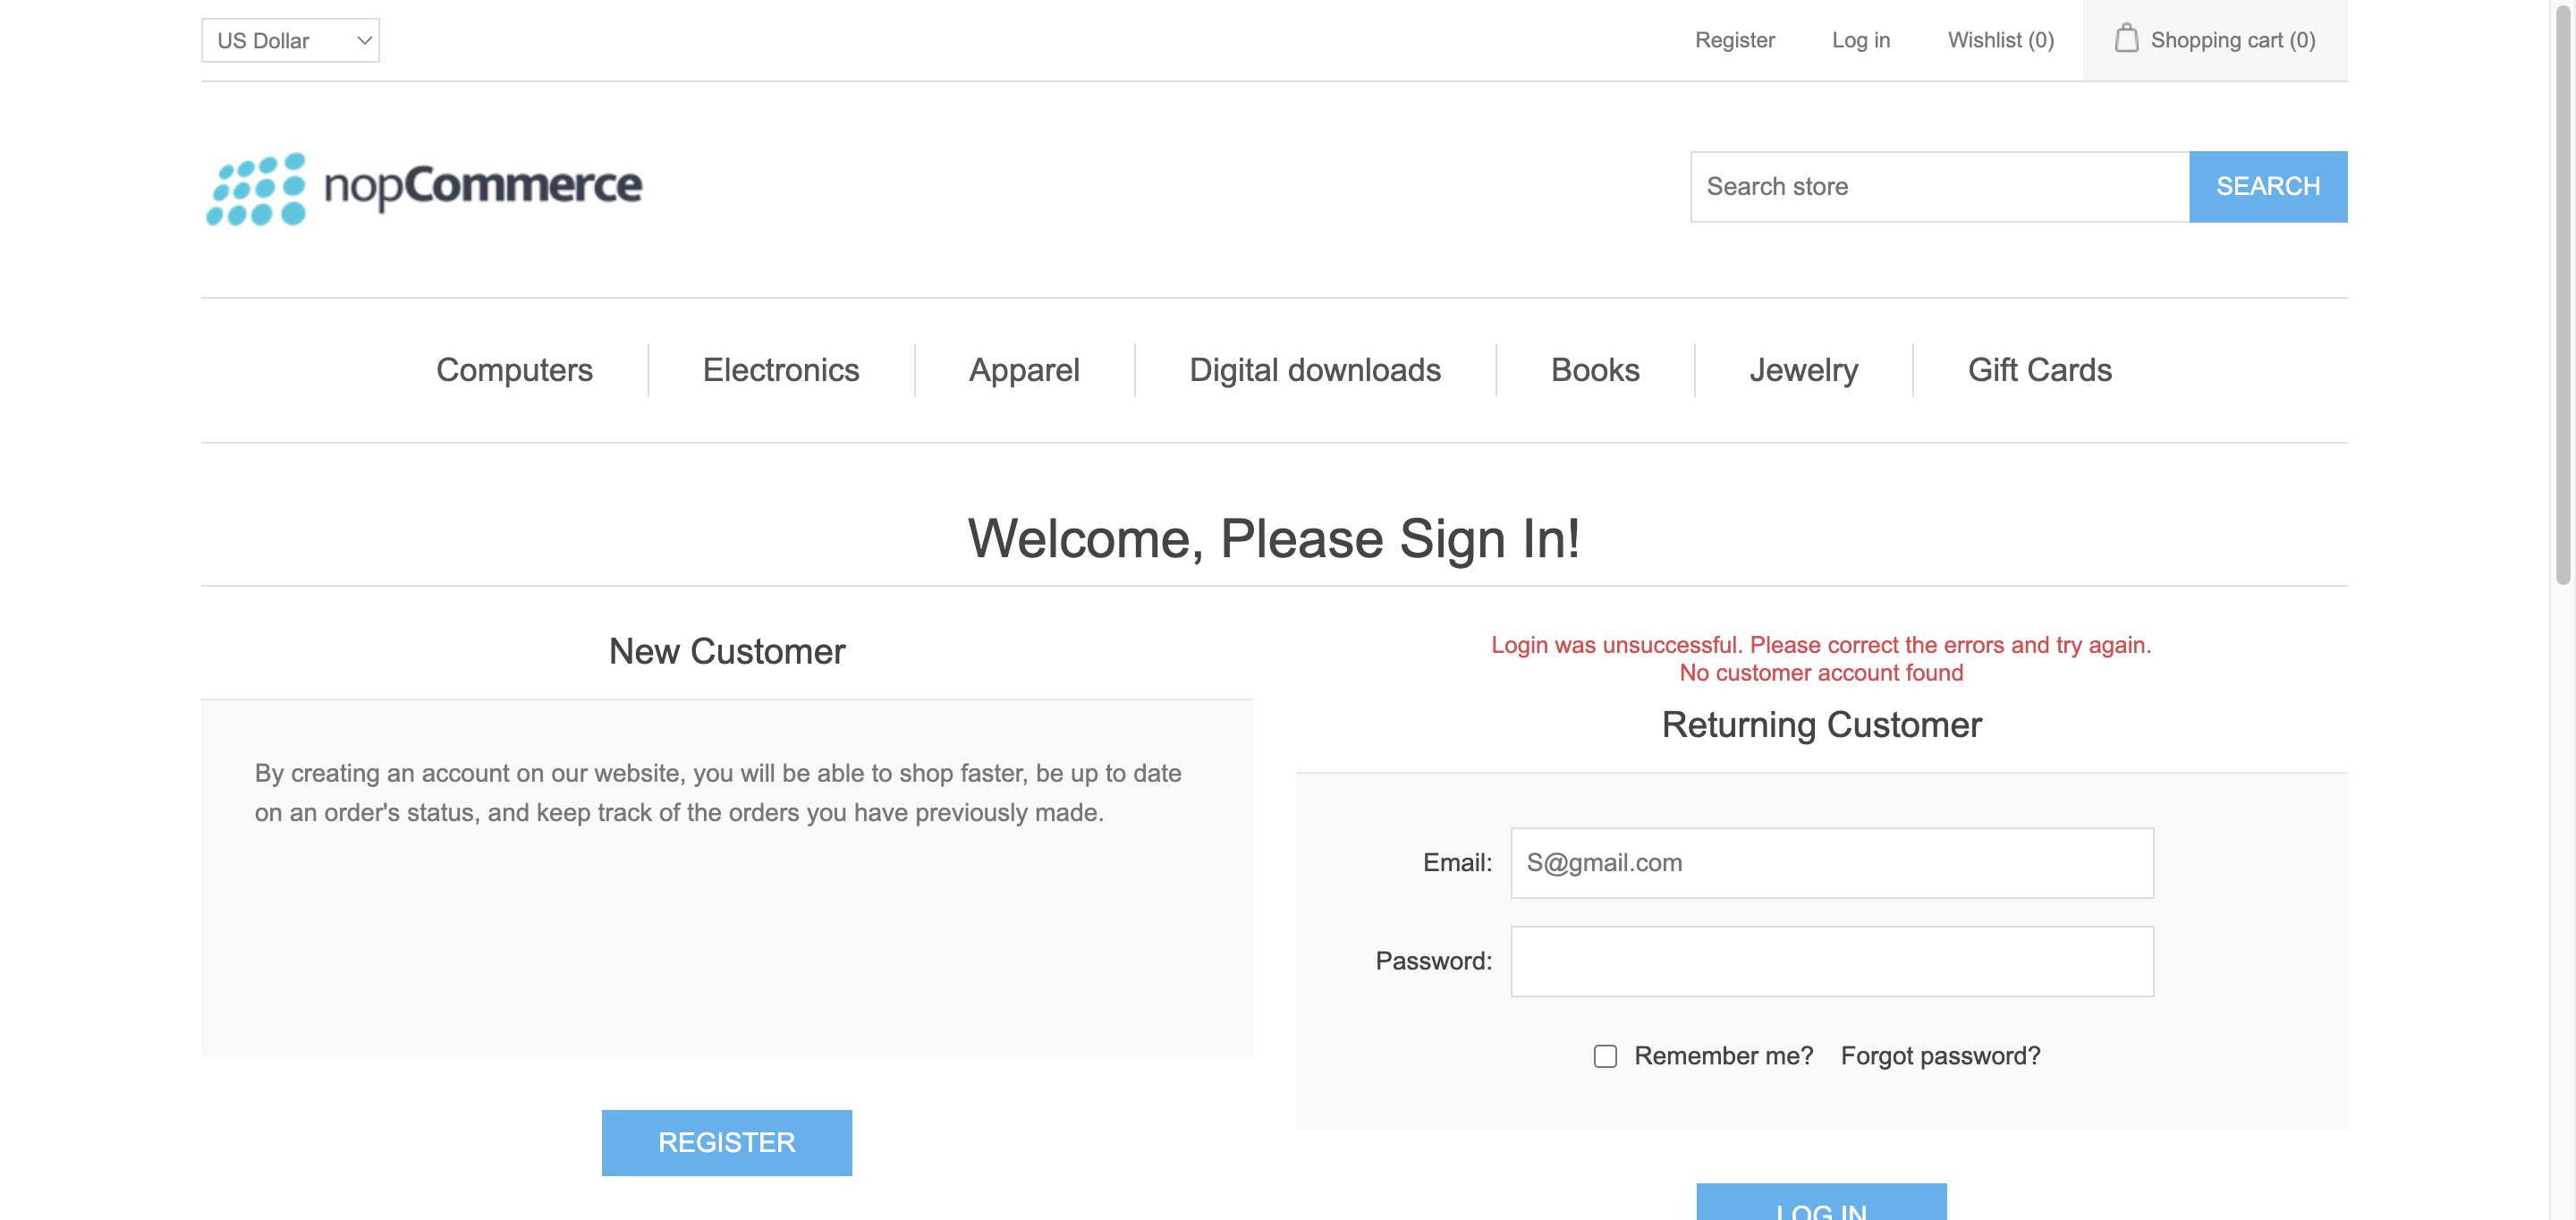 US Dollar
Register
Log in
Wishlist (0)
Shopping cart (0)
nopCommerce
Search store
SEARCH
Computers
Electronics
Apparel
Digital downloads
Books
Jewelry
Gift Cards
Welcome, Please Sign In!
New Customer
By creating an account on our website, you will be able to shop faster, be up to date
on an order's status, and keep track of the orders you have previously made.
REGISTER
Login was unsuccessful. Please correct the errors and try again.
No customer account found
Returning Customer
Email:
S@gmail.com
Password:
Remember me?
Forgot password?
LOG IN